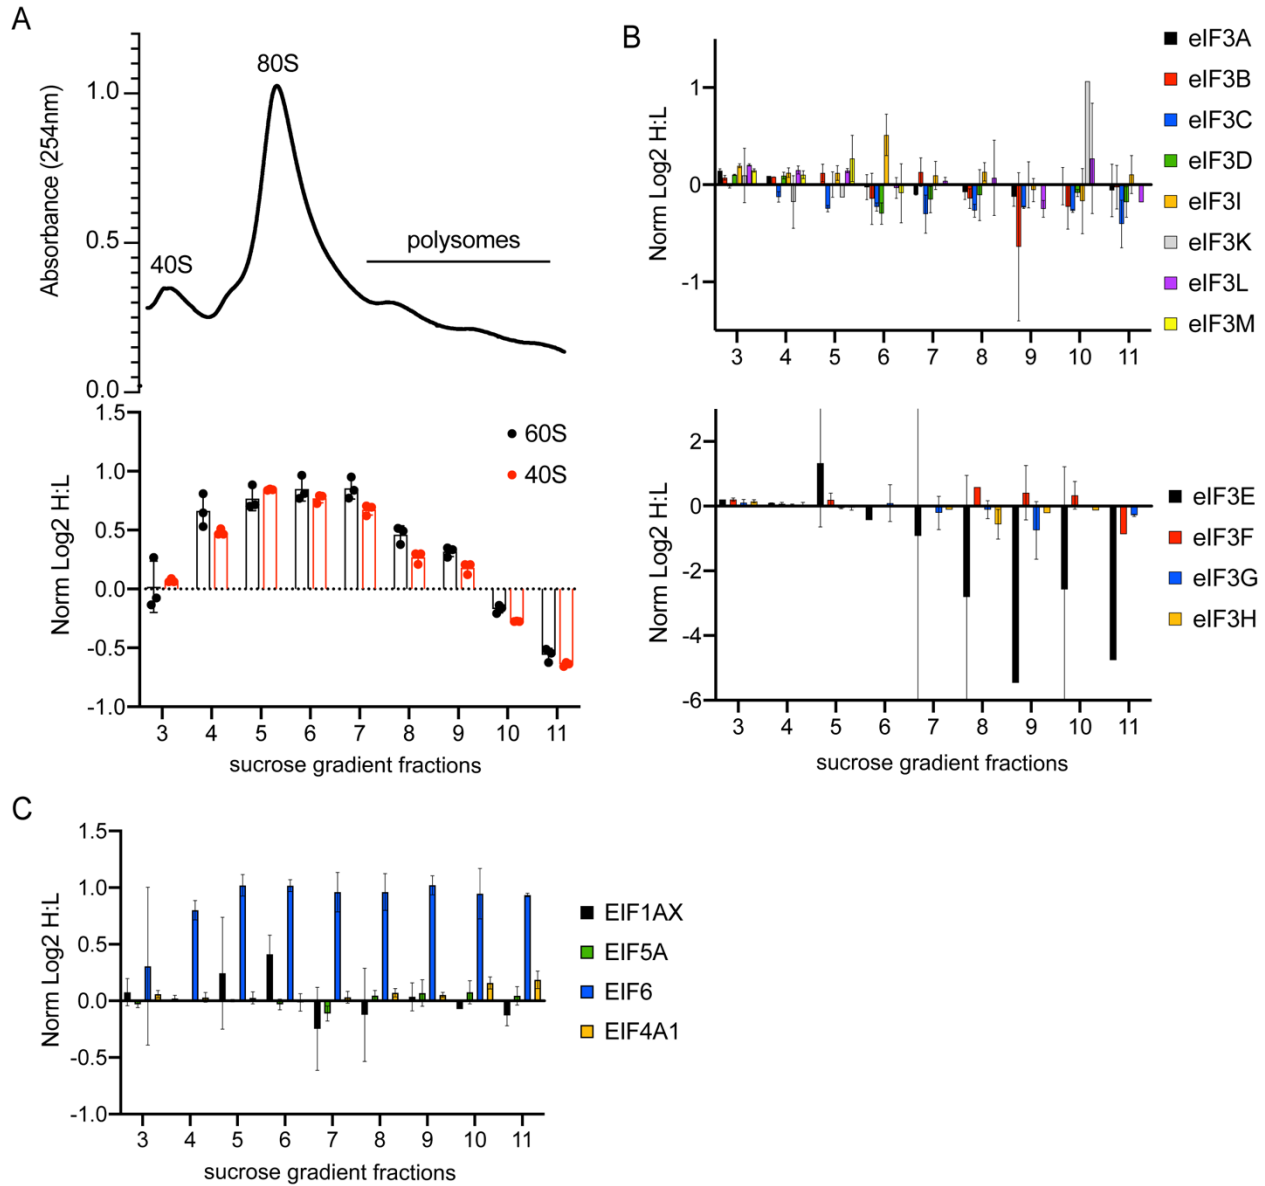 A
Absorbance (254nm)
1.0
0.5
0.0
40S
80S
polysomes
Norm Log2 H:L
1.5
1.0
0.5
0.0
-0.5
-1.0
60S
40S
3 4 5 6 7 8 9 10 11
sucrose gradient fractions
B
Norm Log2 H:L
1
0
-1
3 4 5 6 7 8 9 10 11
eIF3A
eIF3B
eIF3C
eIF3D
eIF3I
eIF3K
eIF3L
eIF3M
Norm Log2 H:L
2
0
-2
-4
-6
3 4 5 6 7 8 9 10 11
sucrose gradient fractions
eIF3E
eIF3F
eIF3G
eIF3H
C
Norm Log2 H:L
1.5
1.0
0.5
0.0
-0.5
-1.0
3 4 5 6 7 8 9 10 11
sucrose gradient fractions
EIF1AX
EIF5A
EIF6
EIF4A1